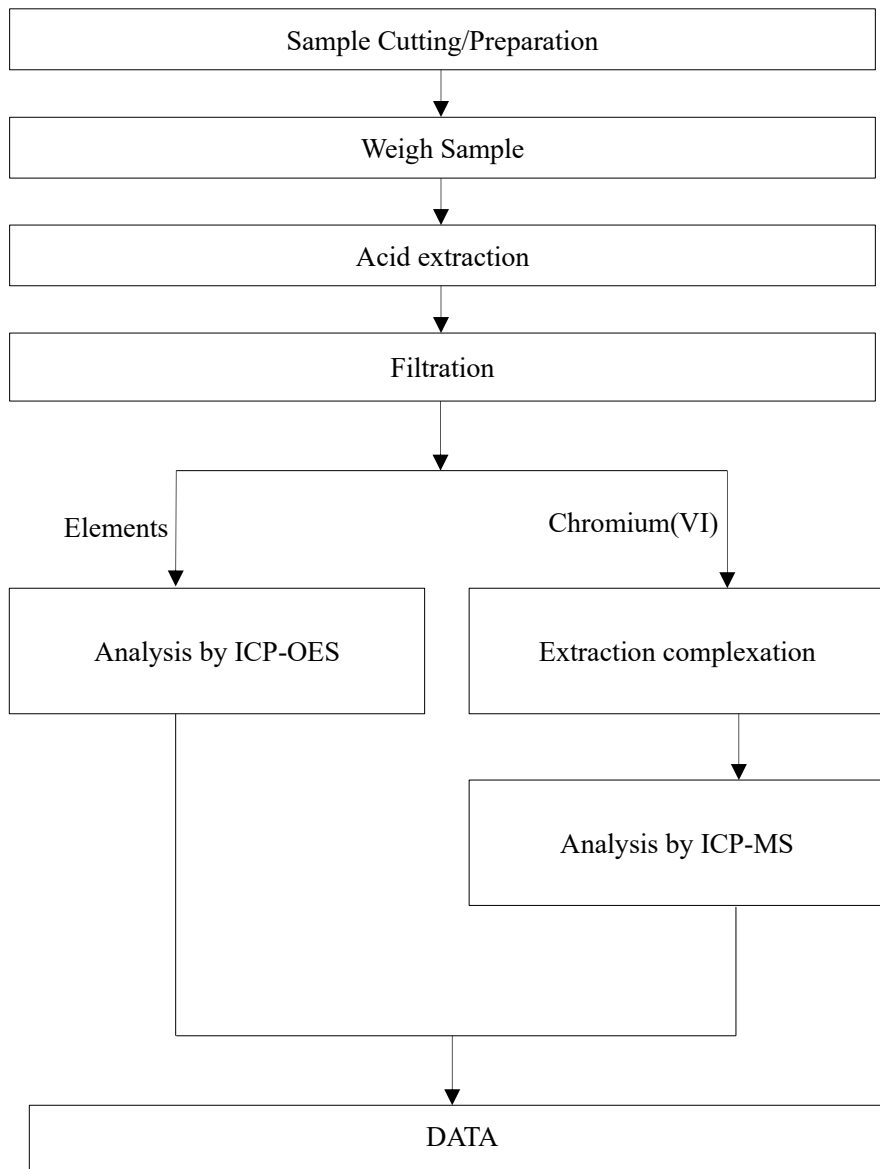 Sample Cutting/Preparation
Weigh Sample
Acid extraction
Filtration
Elements
Chromium(VI)
Analysis by ICP-OES
Extraction complexation
Analysis by ICP-MS
DATA